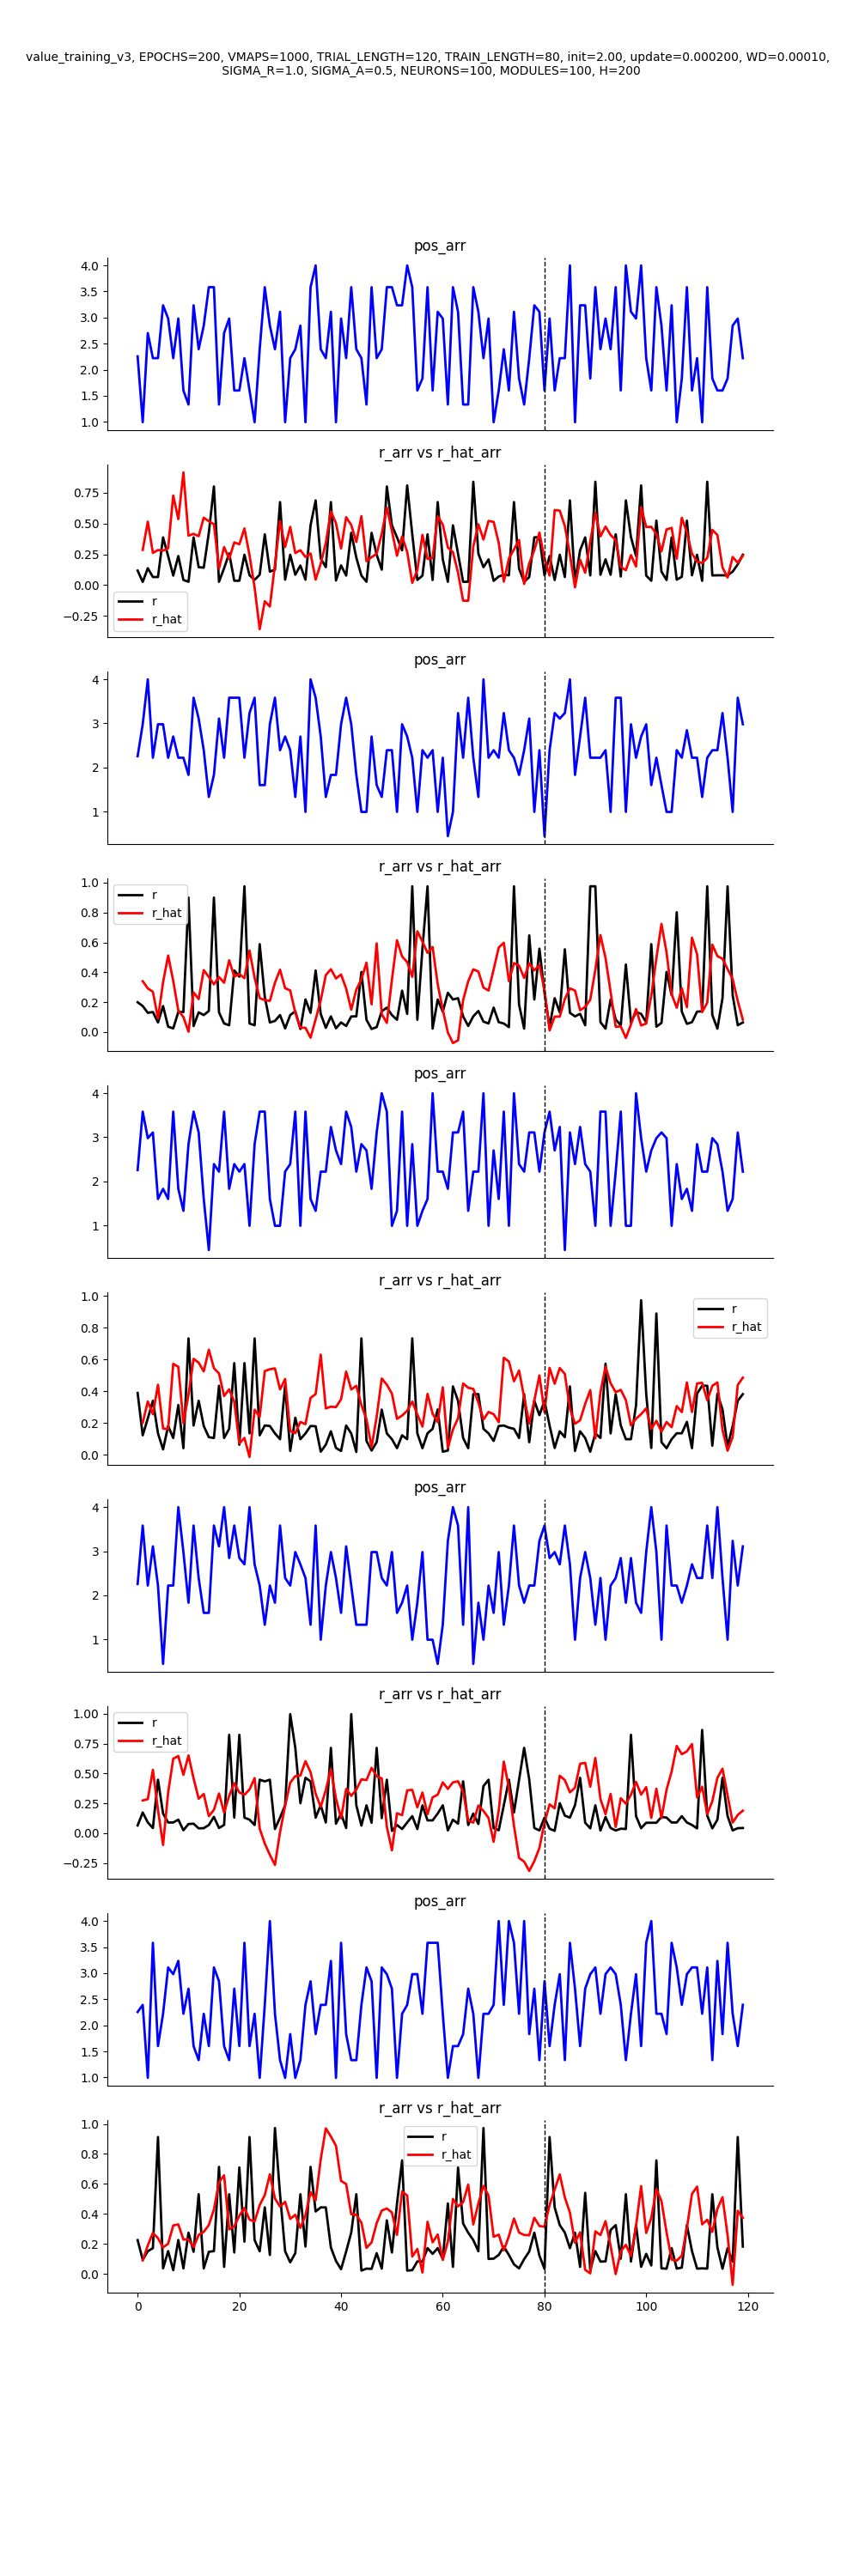 value_training_v3, EPOCHS=200, VMAPS=1000, TRIAL_LENGTH=120, TRAIN_LENGTH=80, init=2.00, update=0.000200, WD=0.00010,
SIGMA_R=1.0, SIGMA_A=0.5, NEURONS=100, MODULES=100, H=200
pos_arr
4.0
3.5
3.0
2.5
2.0
1.5
1.0
r_arr vs r_hat_arr
0.75
0.50
0.25
0.00
−0.25
r
r_hat
pos_arr
4
3
2
1
r_arr vs r_hat_arr
1.0
0.8
0.6
0.4
0.2
0.0
r
r_hat
pos_arr
4
3
2
1
r_arr vs r_hat_arr
1.0
0.8
0.6
0.4
0.2
0.0
r
r_hat
pos_arr
4
3
2
1
r_arr vs r_hat_arr
1.00
0.75
0.50
0.25
0.00
−0.25
r
r_hat
pos_arr
4.0
3.5
3.0
2.5
2.0
1.5
1.0
r_arr vs r_hat_arr
1.0
0.8
0.6
0.4
0.2
0.0
r
r_hat
0 20 40 60 80 100 120